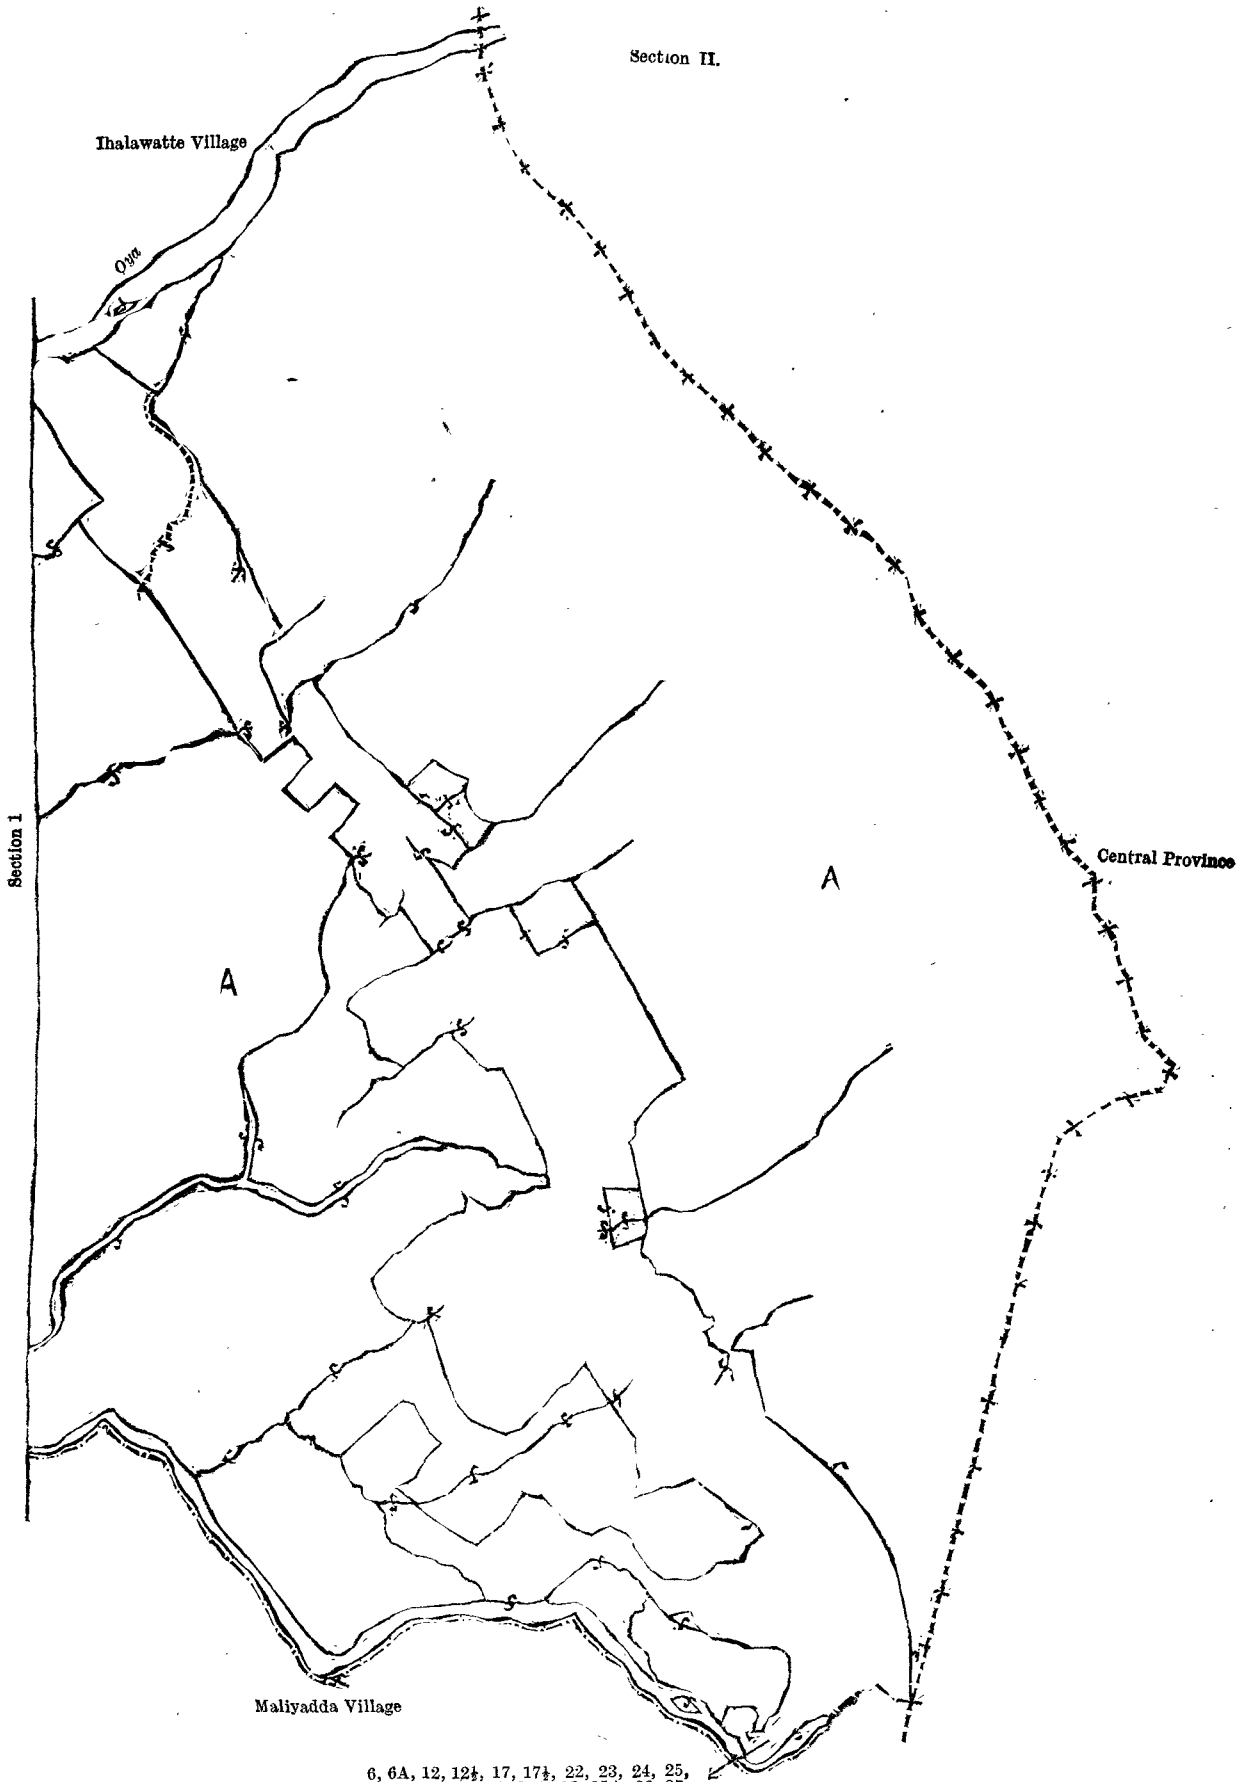 Section II.
Ihalawatte Village
Oya
Section 1
Central Province
A
A
Maliyadda Village
6, 6A, 12, 12½, 17, 17½, 22, 23, 24, 25,